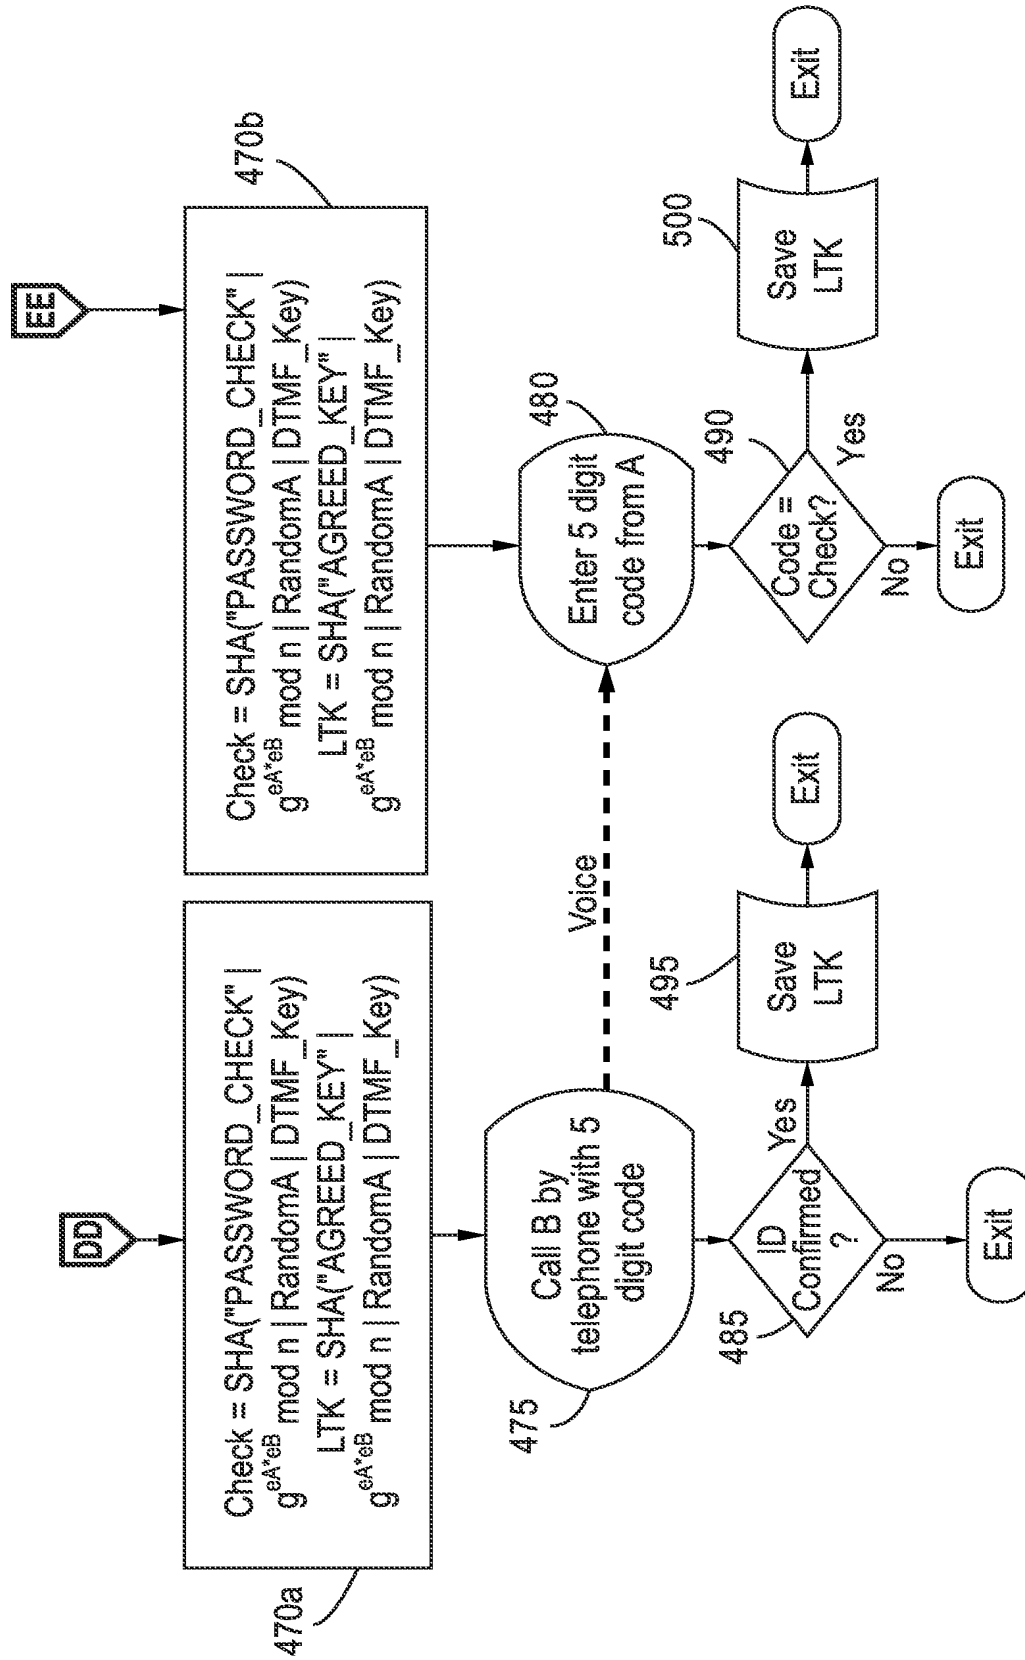 DD
470a
Check = SHA("PASSWORD_CHECK" |
g^eA*eB mod n | RandomA | DTMF_Key)
LTK = SHA("AGREED_KEY" |
g^eA*eB mod n | RandomA | DTMF_Key)
475
Call B by
telephone with 5
digit code
Voice
485
ID
Confirmed
?
Yes
No
Exit
495
Save
LTK
Exit
EE
470b
Check = SHA("PASSWORD_CHECK" |
g^eA*eB mod n | RandomA | DTMF_Key)
LTK = SHA("AGREED_KEY" |
g^eA*eB mod n | RandomA | DTMF_Key)
480
Enter 5 digit
code from A
490
Code =
Check?
Yes
No
Exit
500
Save
LTK
Exit